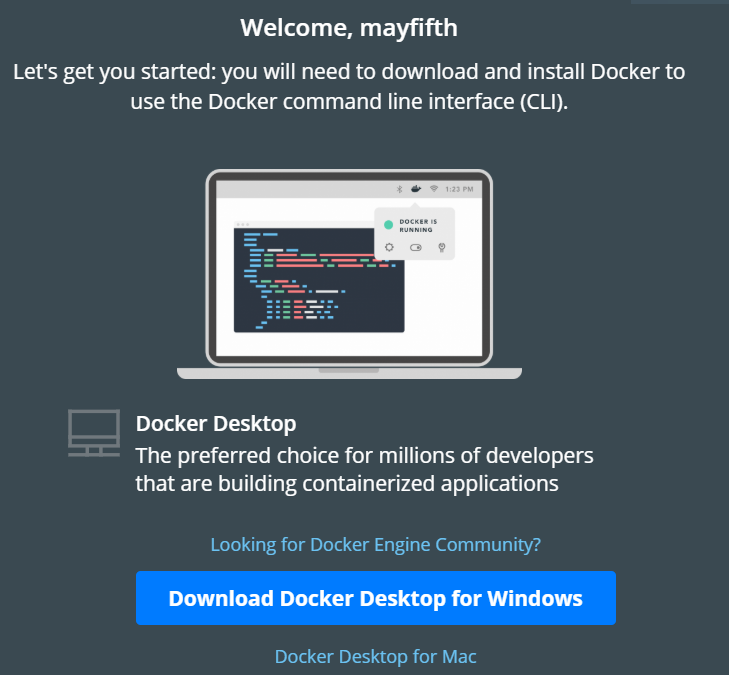 Welcome, mayfifth
Let's get you started: you will need to download and install Docker to
use the Docker command line interface (CLI).
1:23 PM
DOCKER IS
RUNNING
Docker Desktop
The preferred choice for millions of developers
that are building containerized applications
Looking for Docker Engine Community?
Download Docker Desktop for Windows
Docker Desktop for Mac